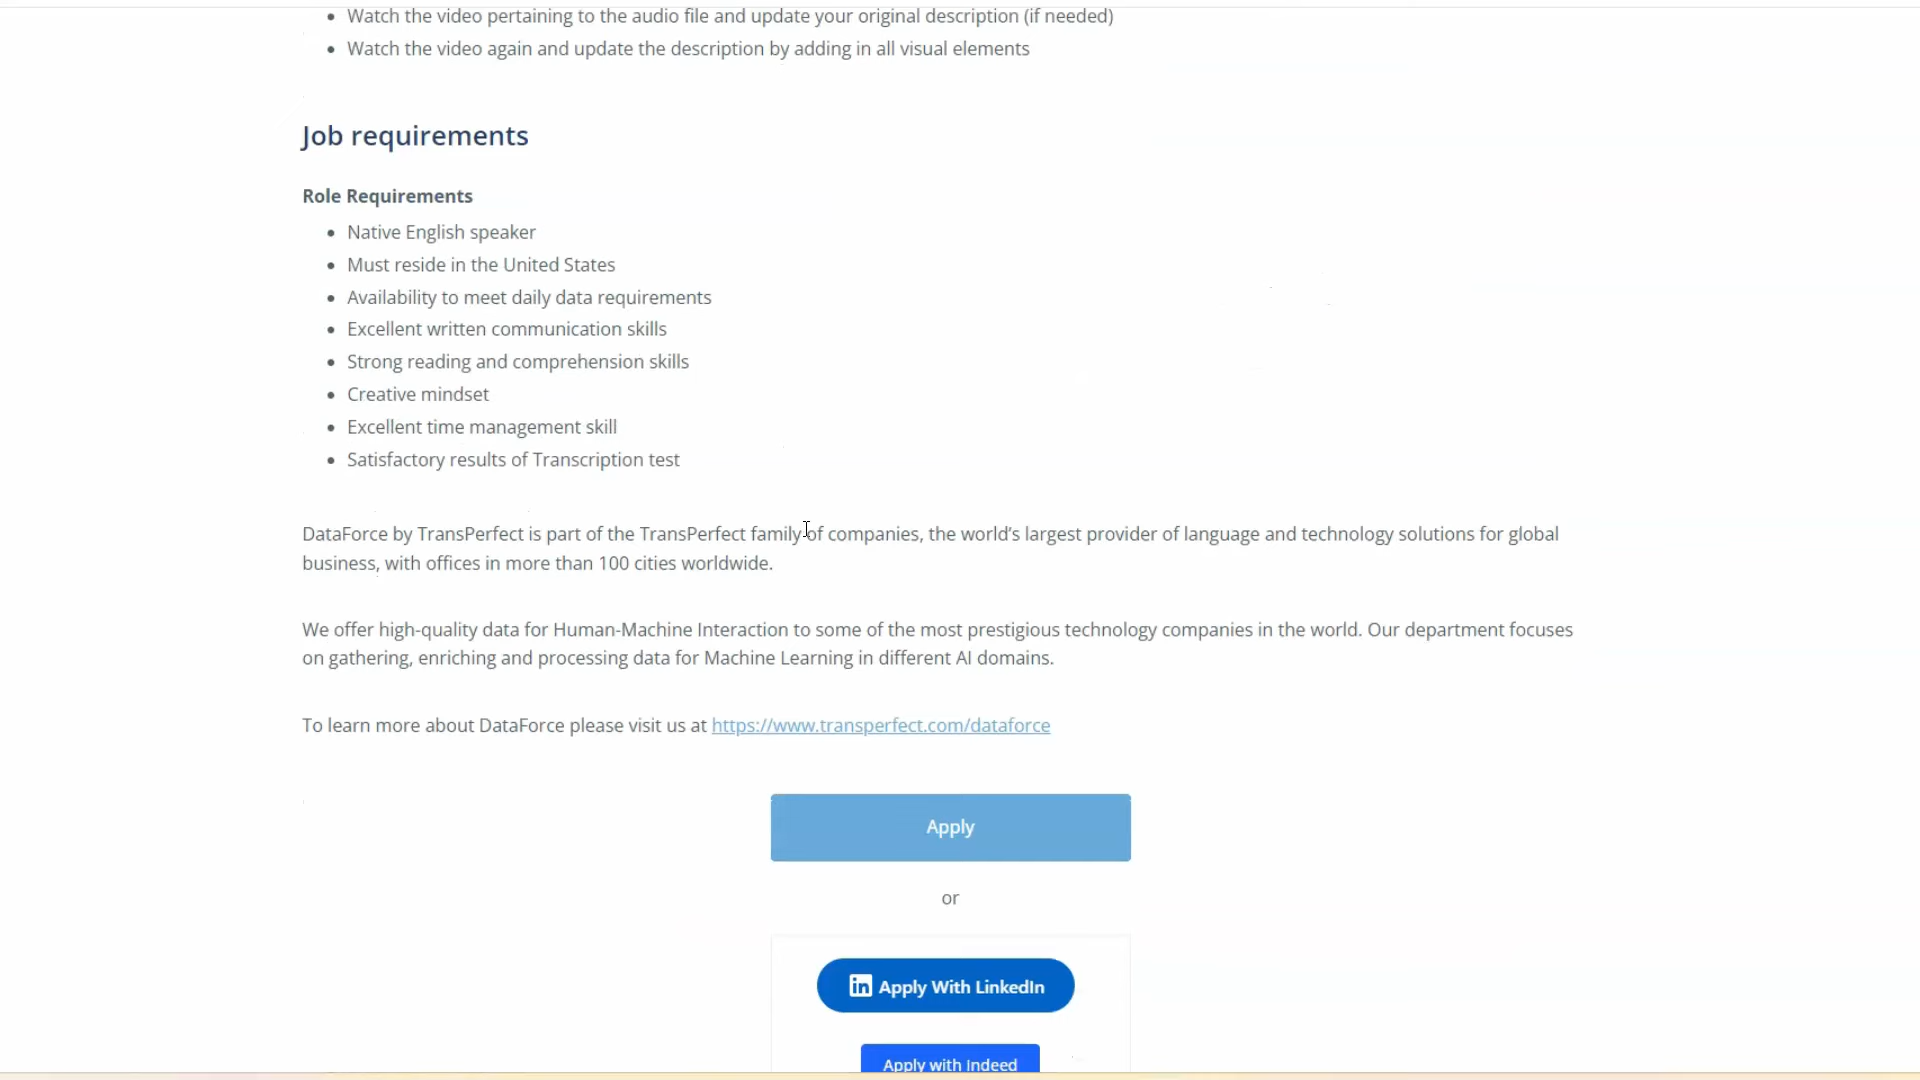 • Watch the video pertaining to the audio file and update your original description (if needed)
• Watch the video again and update the description by adding in all visual elements
Job requirements
Role Requirements
• Native English speaker
• Must reside in the United States
• Availability to meet daily data requirements
• Excellent written communication skills
• Strong reading and comprehension skills
• Creative mindset
• Excellent time management skill
• Satisfactory results of Transcription test
DataForce by TransPerfect is part of the TransPerfect family of companies, the world's largest provider of language and technology solutions for global
business, with offices in more than 100 cities worldwide.
We offer high-quality data for Human-Machine Interaction to some of the most prestigious technology companies in the world. Our department focuses
on gathering, enriching and processing data for Machine Learning in different AI domains.
To learn more about DataForce please visit us at https://www.transperfect.com/dataforce
Apply
or
in Apply With LinkedIn
Apply with Indeed